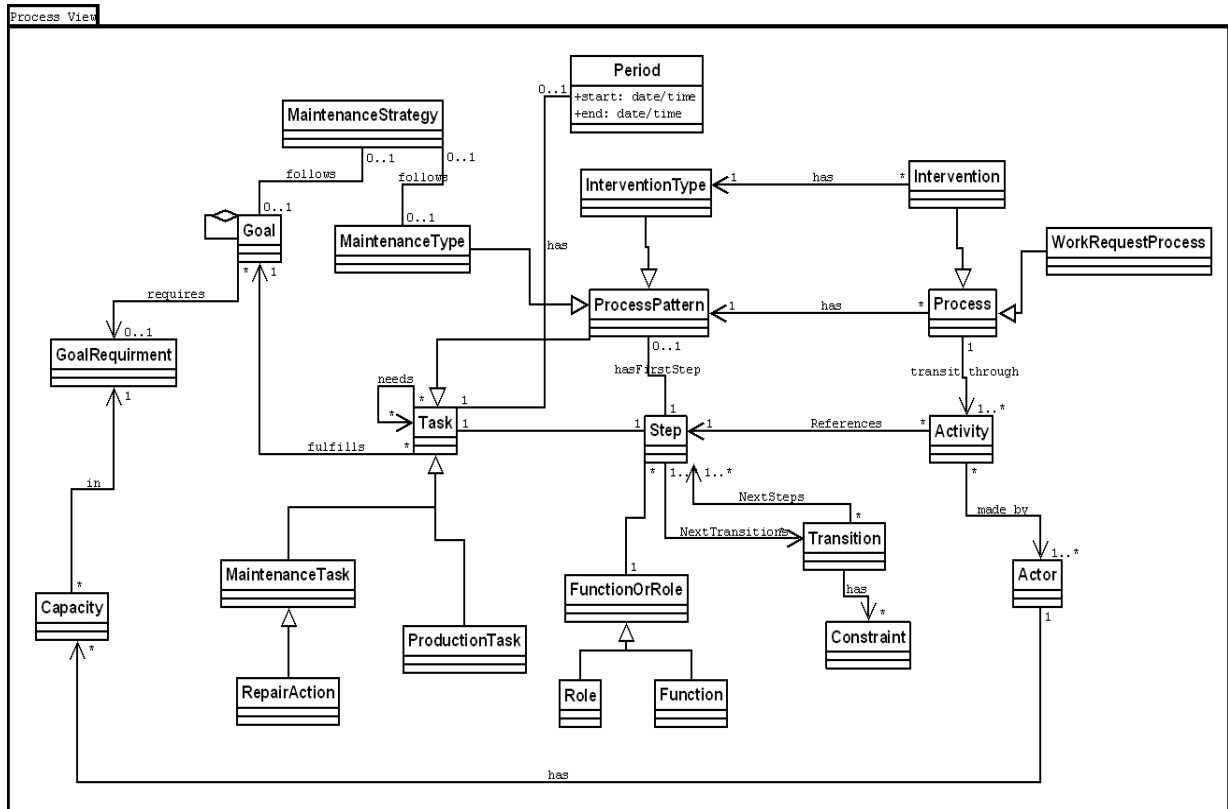 Process View
Period
+start: date/time
+end: date/time
0..1
MaintenanceStrategy
0..1
0..1
follows
follows
0..1
0..1
Goal
MaintenanceType
InterventionType
1
has
*
Intervention
WorkRequestProcess
has
*
1
requires
0..1
GoalRequirment
1
ProcessPattern
1
has
*
Process
0..1
1
hasFirstStep
transit through
needs
*
*
1
1
1..*
Task
1
1
Step
1
References
*
Activity
fulfills
*
*
1..*
1..*
*
in
NextSteps
*
made by
NextTransitions
*
Transition
1..*
has
*
Constraint
Actor
1
MaintenanceTask
1
FunctionOrRole
*
Capacity
*
ProductionTask
RepairAction
Role
Function
has